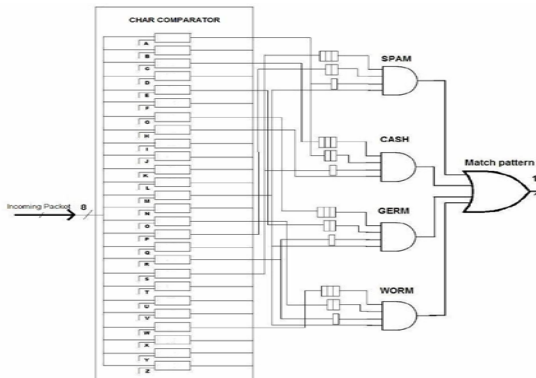 CHAR COMPARATOR
A
B
C
D
E
F
G
H
I
J
K
L
M
N
O
P
Q
R
S
T
U
V
W
A
Y
Z
Incoming Packet
8
SPAM
CASH
GERM
WORM
Match pattern
1